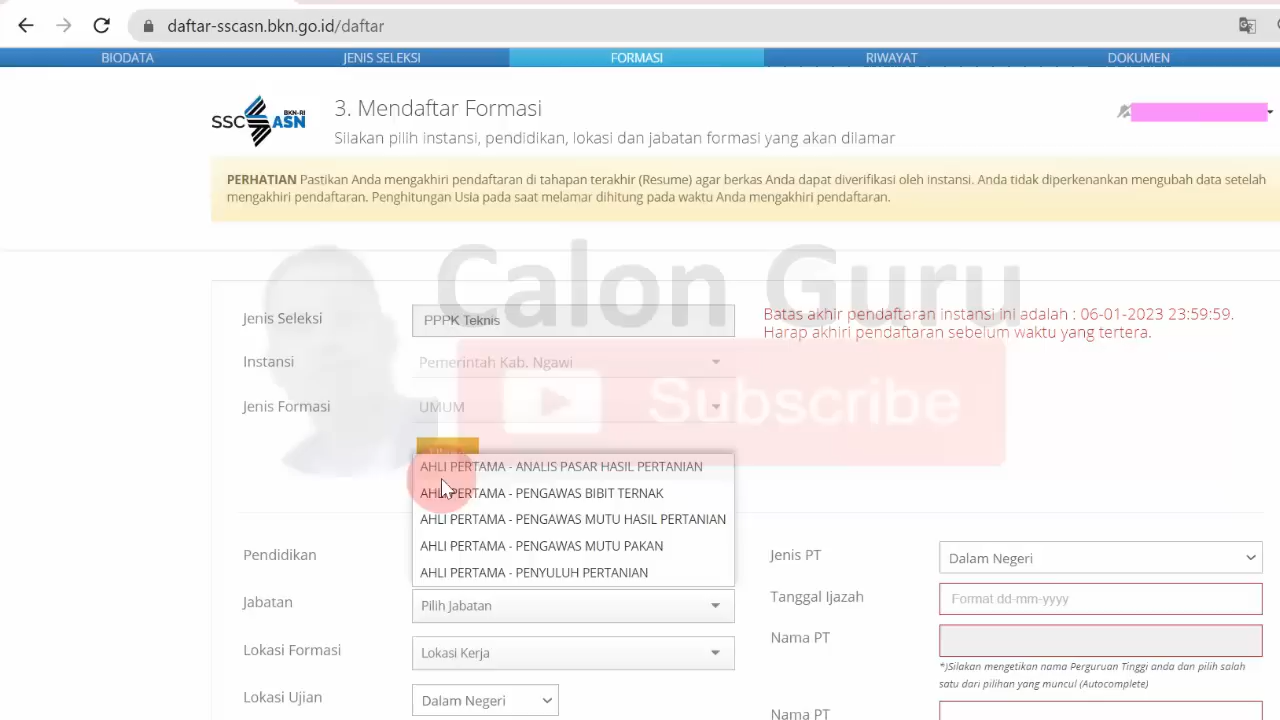 daftar-sscasn.bkn.go.id/daftar
BIODATA
JENIS SELEKSI
FORMASI
RIWAYAT
DOKUMEN
SSC ASN BKN-RI
3. Mendaftar Formasi
Silakan pilih instansi, pendidikan, lokasi dan jabatan formasi yang akan dilamar
PERHATIAN Pastikan Anda mengakhiri pendaftaran di tahapan terakhir (Resume) agar berkas Anda dapat diverifikasi oleh instansi. Anda tidak diperkenankan mengubah data setelah
mengakhiri pendaftaran. Penghitungan Usia pada saat melamar dihitung pada waktu Anda mengakhiri pendaftaran.
Calon Guru
Subscribe
Jenis Seleksi
PPPK Teknis
Batas akhir pendaftaran instansi ini adalah : 06-01-2023 23:59:59.
Harap akhiri pendaftaran sebelum waktu yang tertera.
Instansi
Pemerintah Kab. Ngawi
Jenis Formasi
UMUM
AHLI PERTAMA - ANALIS PASAR HASIL PERTANIAN
AHLI PERTAMA - PENGAWAS BIBIT TERNAK
AHLI PERTAMA - PENGAWAS MUTU HASIL PERTANIAN
AHLI PERTAMA - PENGAWAS MUTU PAKAN
AHLI PERTAMA - PENYULUH PERTANIAN
Pendidikan
Jabatan
Pilih Jabatan
Lokasi Formasi
Lokasi Kerja
Lokasi Ujian
Dalam Negeri
Jenis PT
Dalam Negeri
Tanggal Ijazah
Format dd-mm-yyyy
Nama PT
*)Silakan mengetikan nama Perguruan Tinggi anda dan pilih salah
satu dari pilihan yang muncul (Autocomplete)
Nama PT